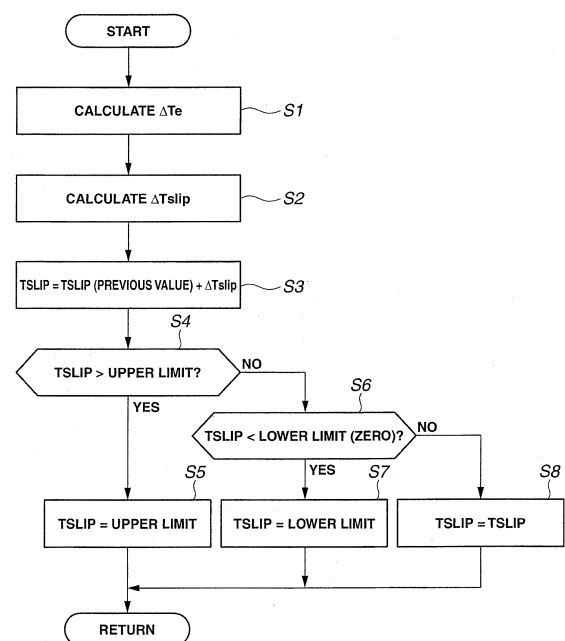 START
CALCULATE ΔTe
S1
CALCULATE ΔTslip
S2
TSLIP = TSLIP (PREVIOUS VALUE) + ΔTslip
S3
S4
TSLIP > UPPER LIMIT?
NO
YES
S6
TSLIP < LOWER LIMIT (ZERO)?
NO
YES
S5
TSLIP = UPPER LIMIT
S7
TSLIP = LOWER LIMIT
S8
TSLIP = TSLIP
RETURN